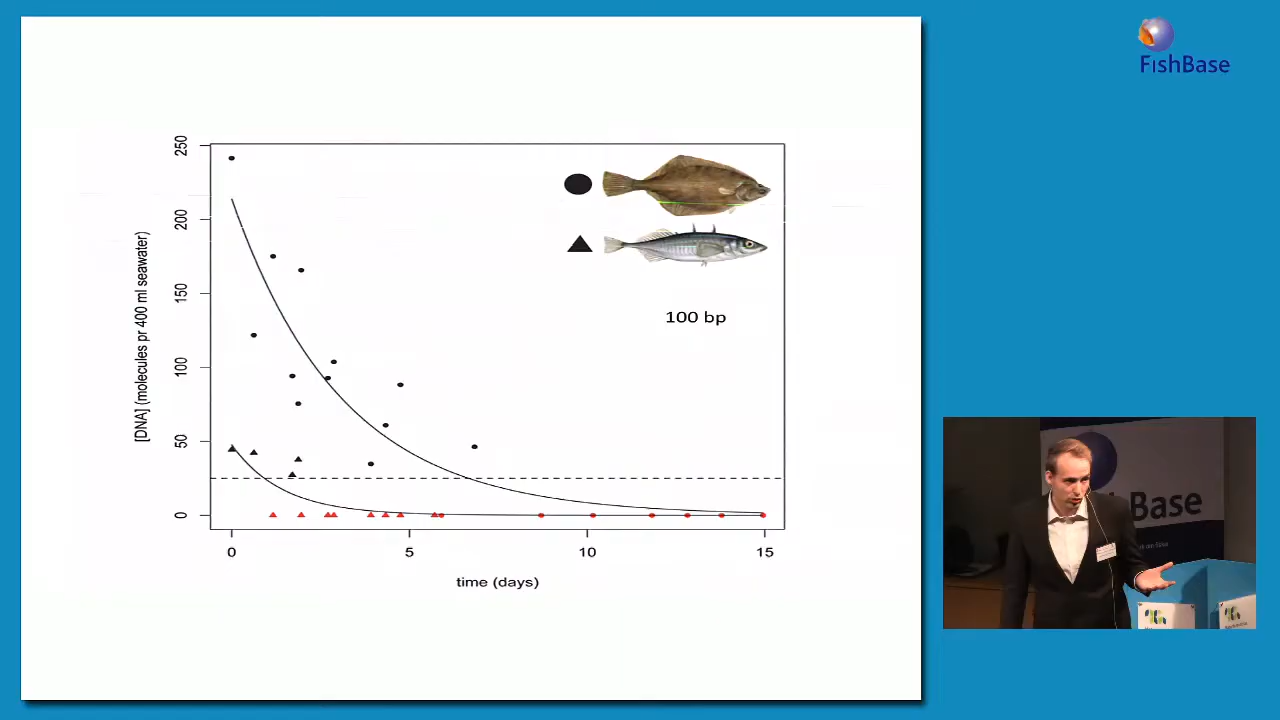 FishBase
250
200
150
100
50
0
[DNA] (molecules pr 400 ml seawater)
100 bp
0 5 10 15
time (days)
Base